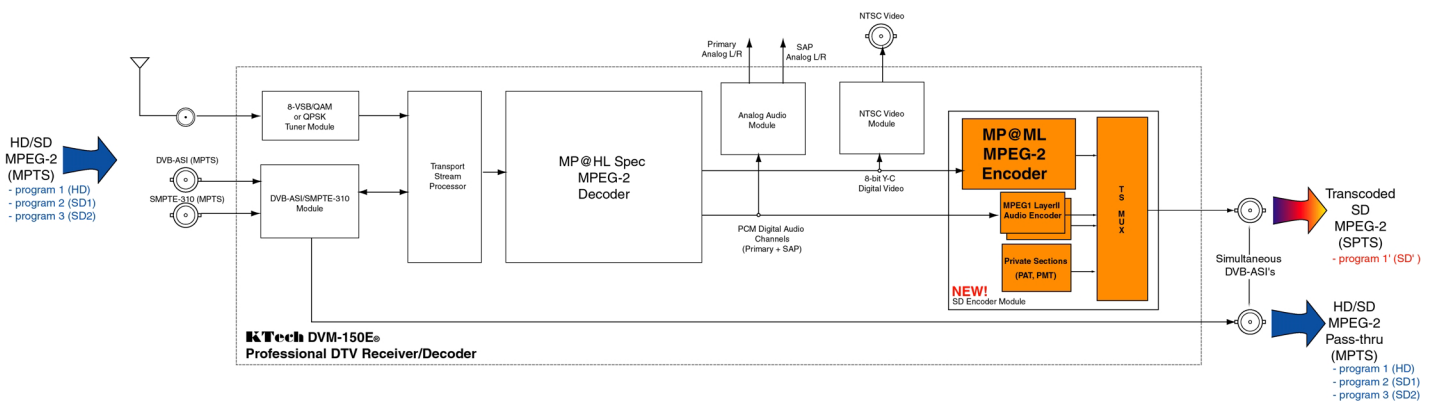 HD/SD
MPEG-2
(MPTS)
- program 1 (HD)
- program 2 (SD1)
- program 3 (SD2)
DVB-ASI (MPTS)
SMPTE-310 (MPTS)
8-VSB/QAM
or QPSK
Tuner Module
DVB-ASI/SMPTE-310
Module
Transport
Stream
Processor
MP@HL Spec
MPEG-2
Decoder
Primary
Analog L/R
SAP
Analog L/R
Analog Audio
Module
PCM Digital Audio
Channels
(Primary + SAP)
NTSC Video
NTSC Video
Module
8-bit Y-C
Digital Video
MP@ML
MPEG-2
Encoder
MPEG1 LayerII
Audio Encoder
Private Sections
(PAT, PMT)
TS MUX
NEW!
SD Encoder Module
KTech DVM-150E®
Professional DTV Receiver/Decoder
Simultaneous
DVB-ASI's
Transcoded
SD
MPEG-2
(SPTS)
- program 1' (SD' )
HD/SD
MPEG-2
Pass-thru
(MPTS)
- program 1 (HD)
- program 2 (SD1)
- program 3 (SD2)